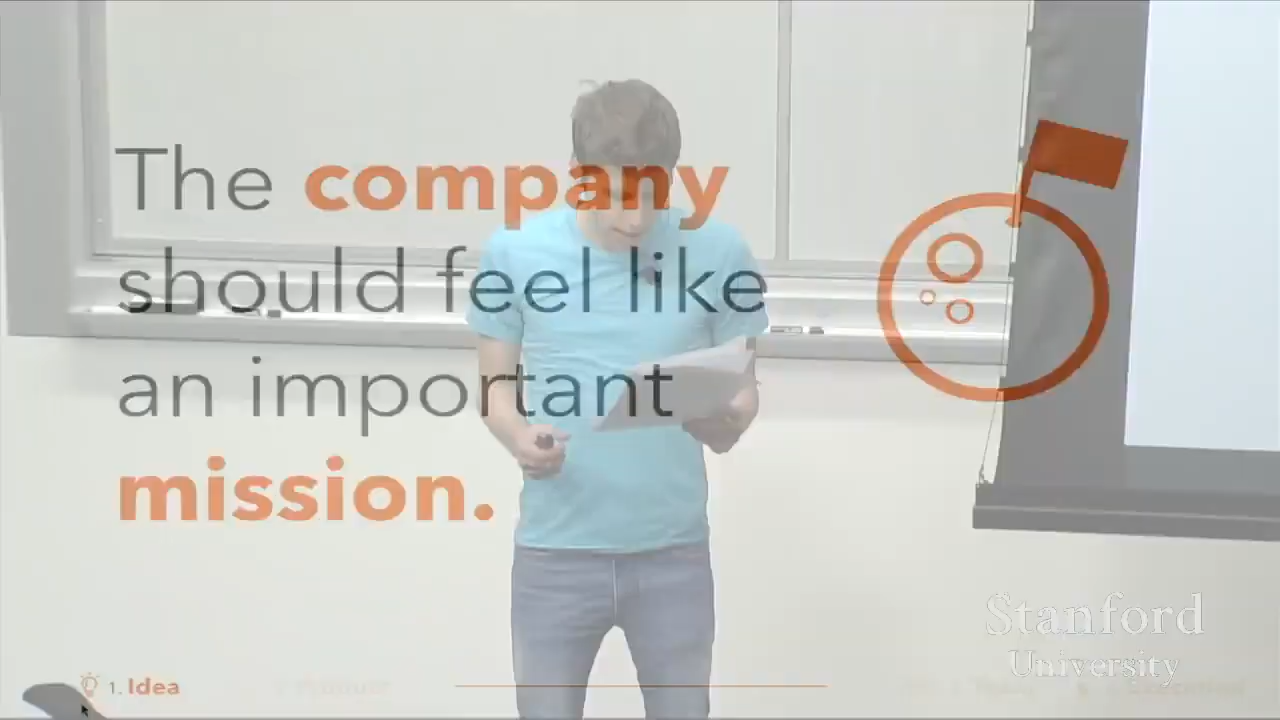 The company
should feel like
an important
mission.
Stanford
University
1. Idea